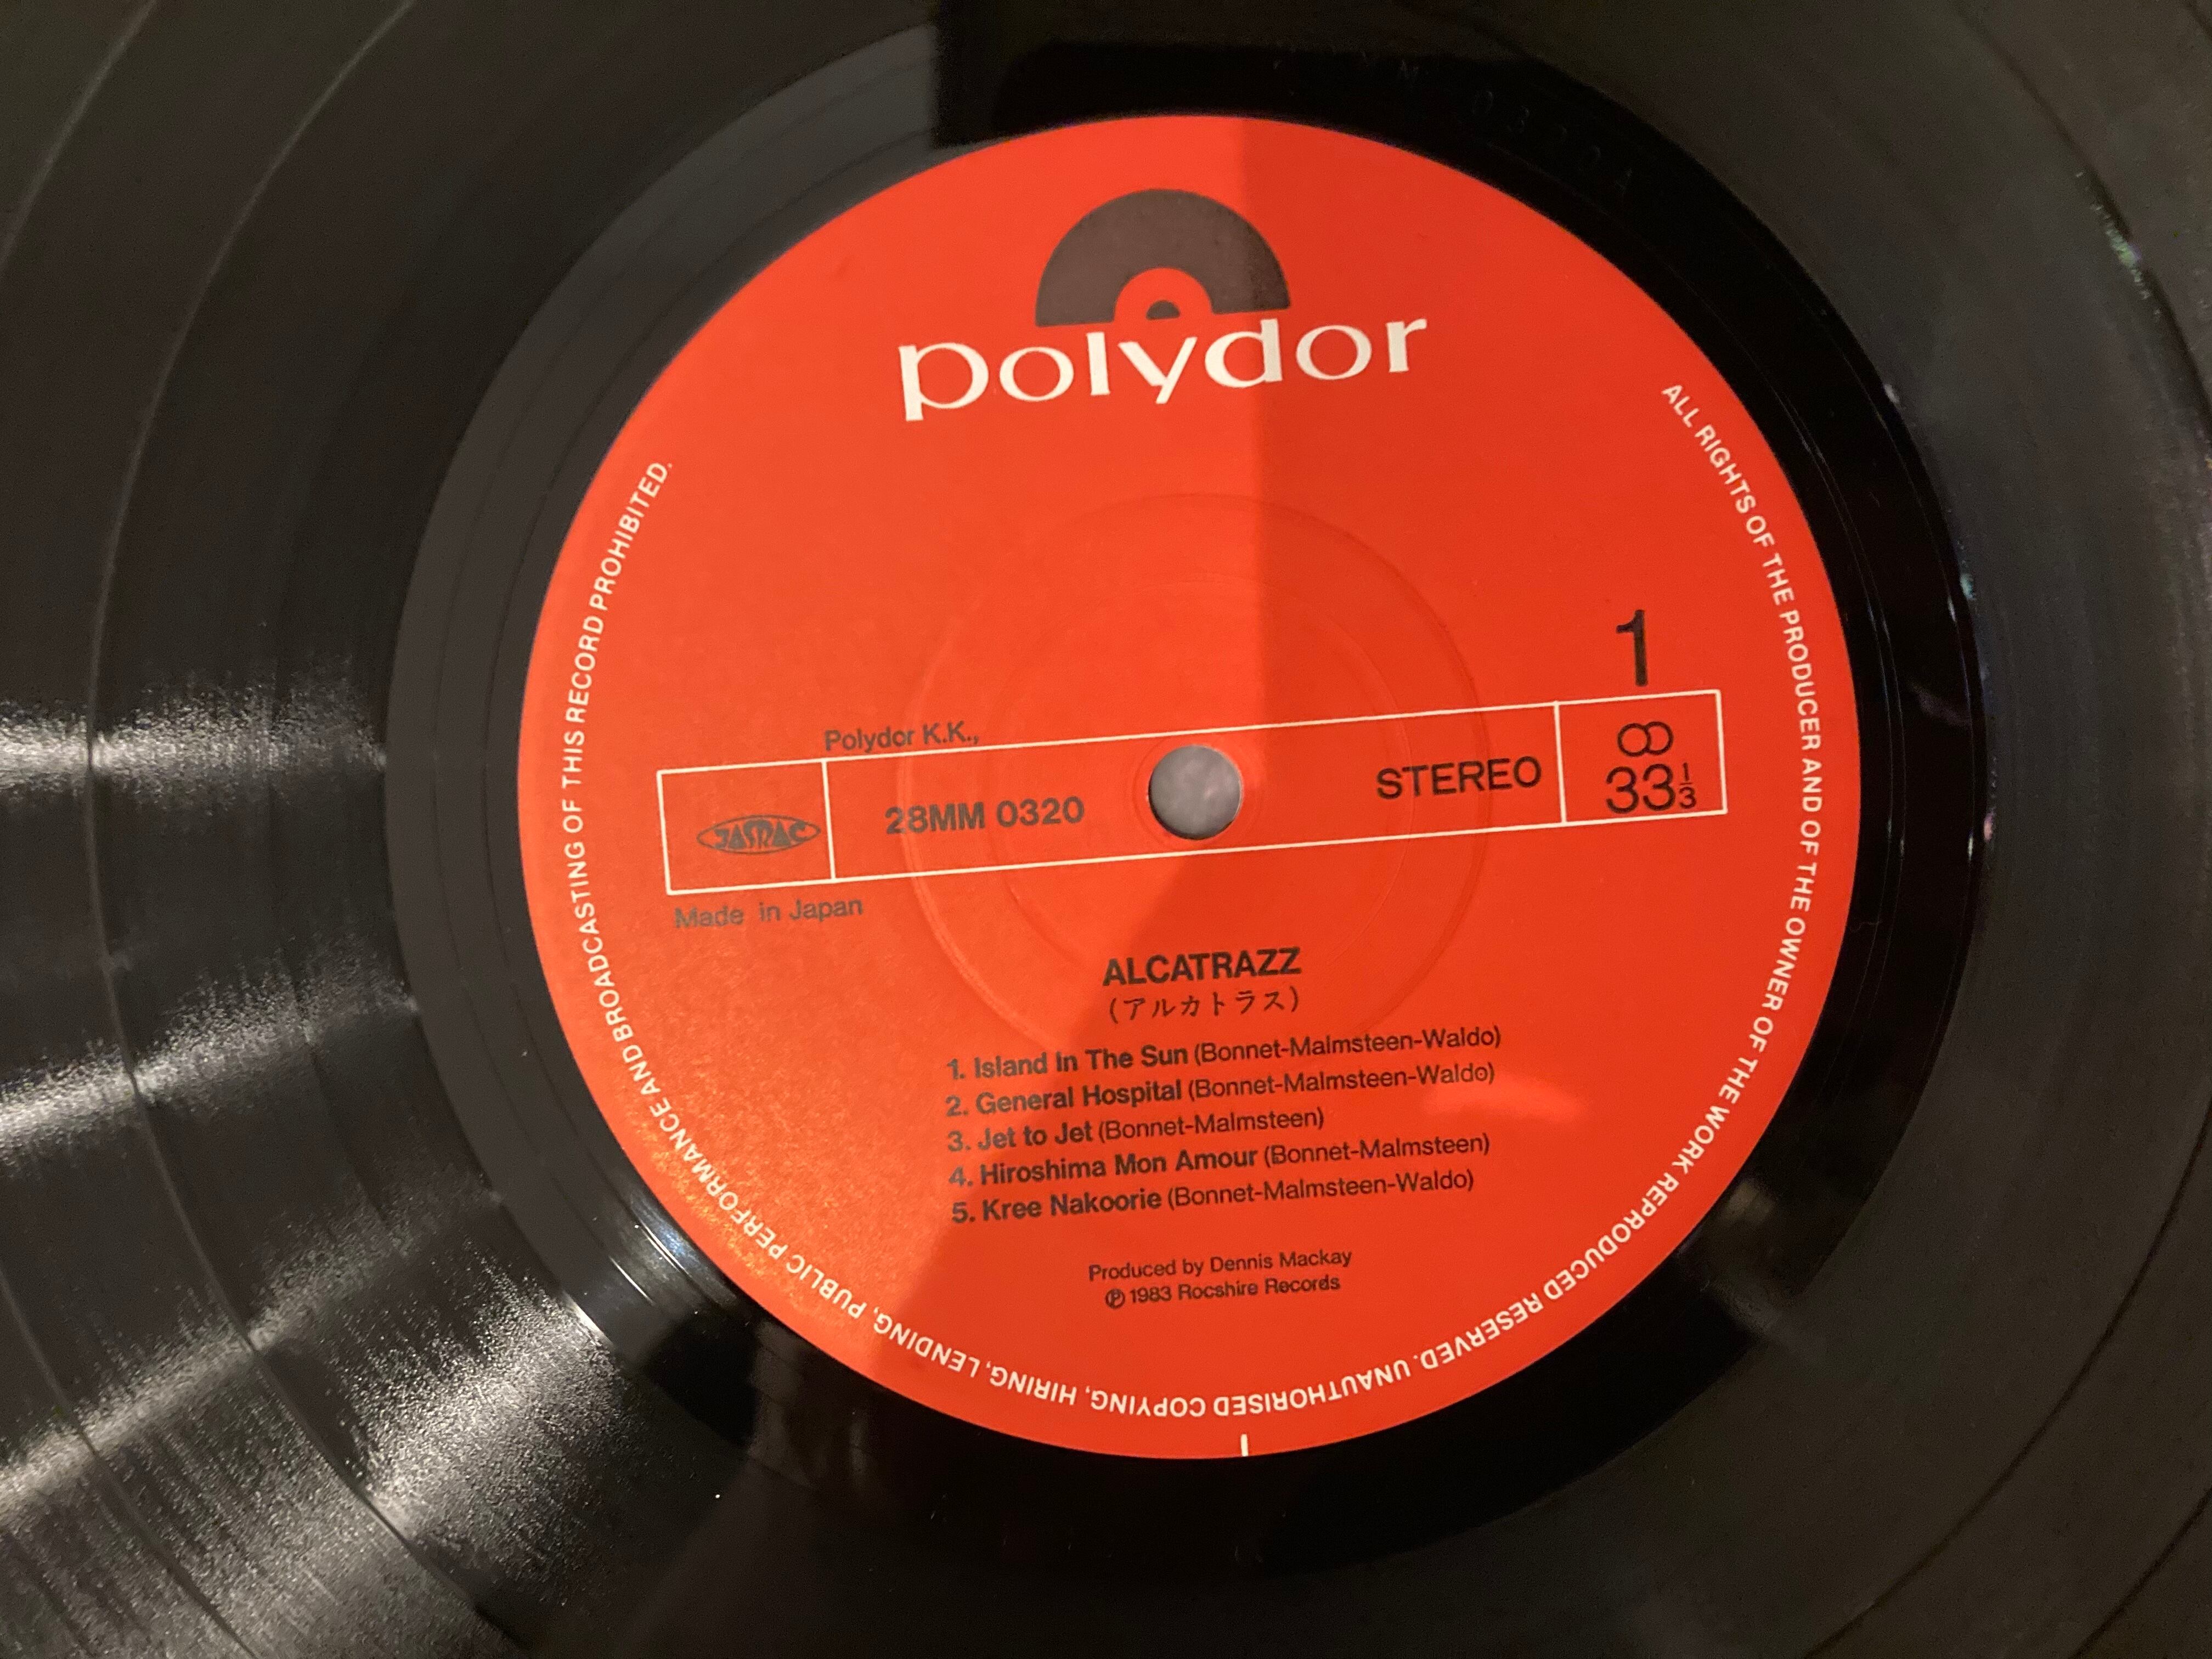 polydor
1
Polydor K.K.,
JASRAC
28MM 0320
STEREO
33 1/3
Made in Japan
ALCATRAZZ
(アルカトラス)
1. Island In The Sun (Bonnet-Malmsteen-Waldo)
2. General Hospital (Bonnet-Malmsteen-Waldo)
3. Jet to Jet (Bonnet-Malmsteen)
4. Hiroshima Mon Amour (Bonnet-Malmsteen)
5. Kree Nakoorie (Bonnet-Malmsteen-Waldo)
Produced by Dennis Mackay
℗ 1983 Rocshire Records
ALL RIGHTS OF THE PRODUCER AND OF THE OWNER OF THE WORK REPRODUCED RESERVED. UNAUTHORISED COPYING, HIRING, LENDING, PUBLIC PERFORMANCE AND BROADCASTING OF THIS RECORD PROHIBITED.